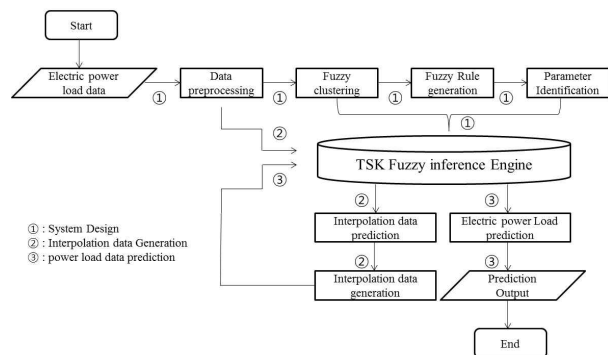 Start
Electric power
load data
①
Data
preprocessing
①
Fuzzy
clustering
①
Fuzzy Rule
generation
①
Parameter
Identification
①
②
③
TSK Fuzzy inference Engine
②
③
Interpolation data
prediction
Electric power Load
prediction
②
③
Interpolation data
generation
Prediction
Output
End
① : System Design
② : Interpolation data Generation
③ : power load data prediction